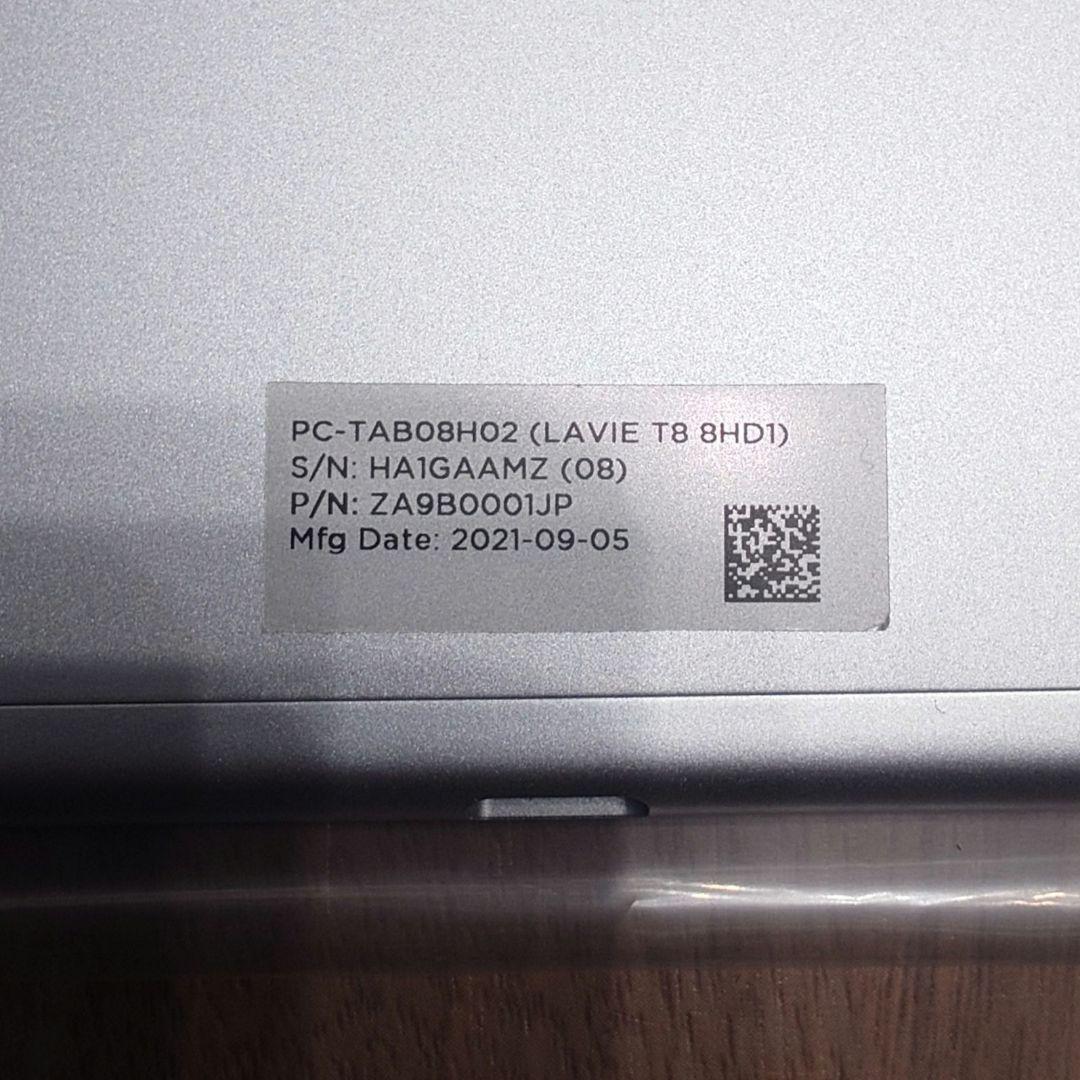 PC-TAB08H02 (LAVIE T8 8HD1)
S/N: HA1GAAMZ (08)
P/N: ZA9B0001JP
Mfg Date: 2021-09-05